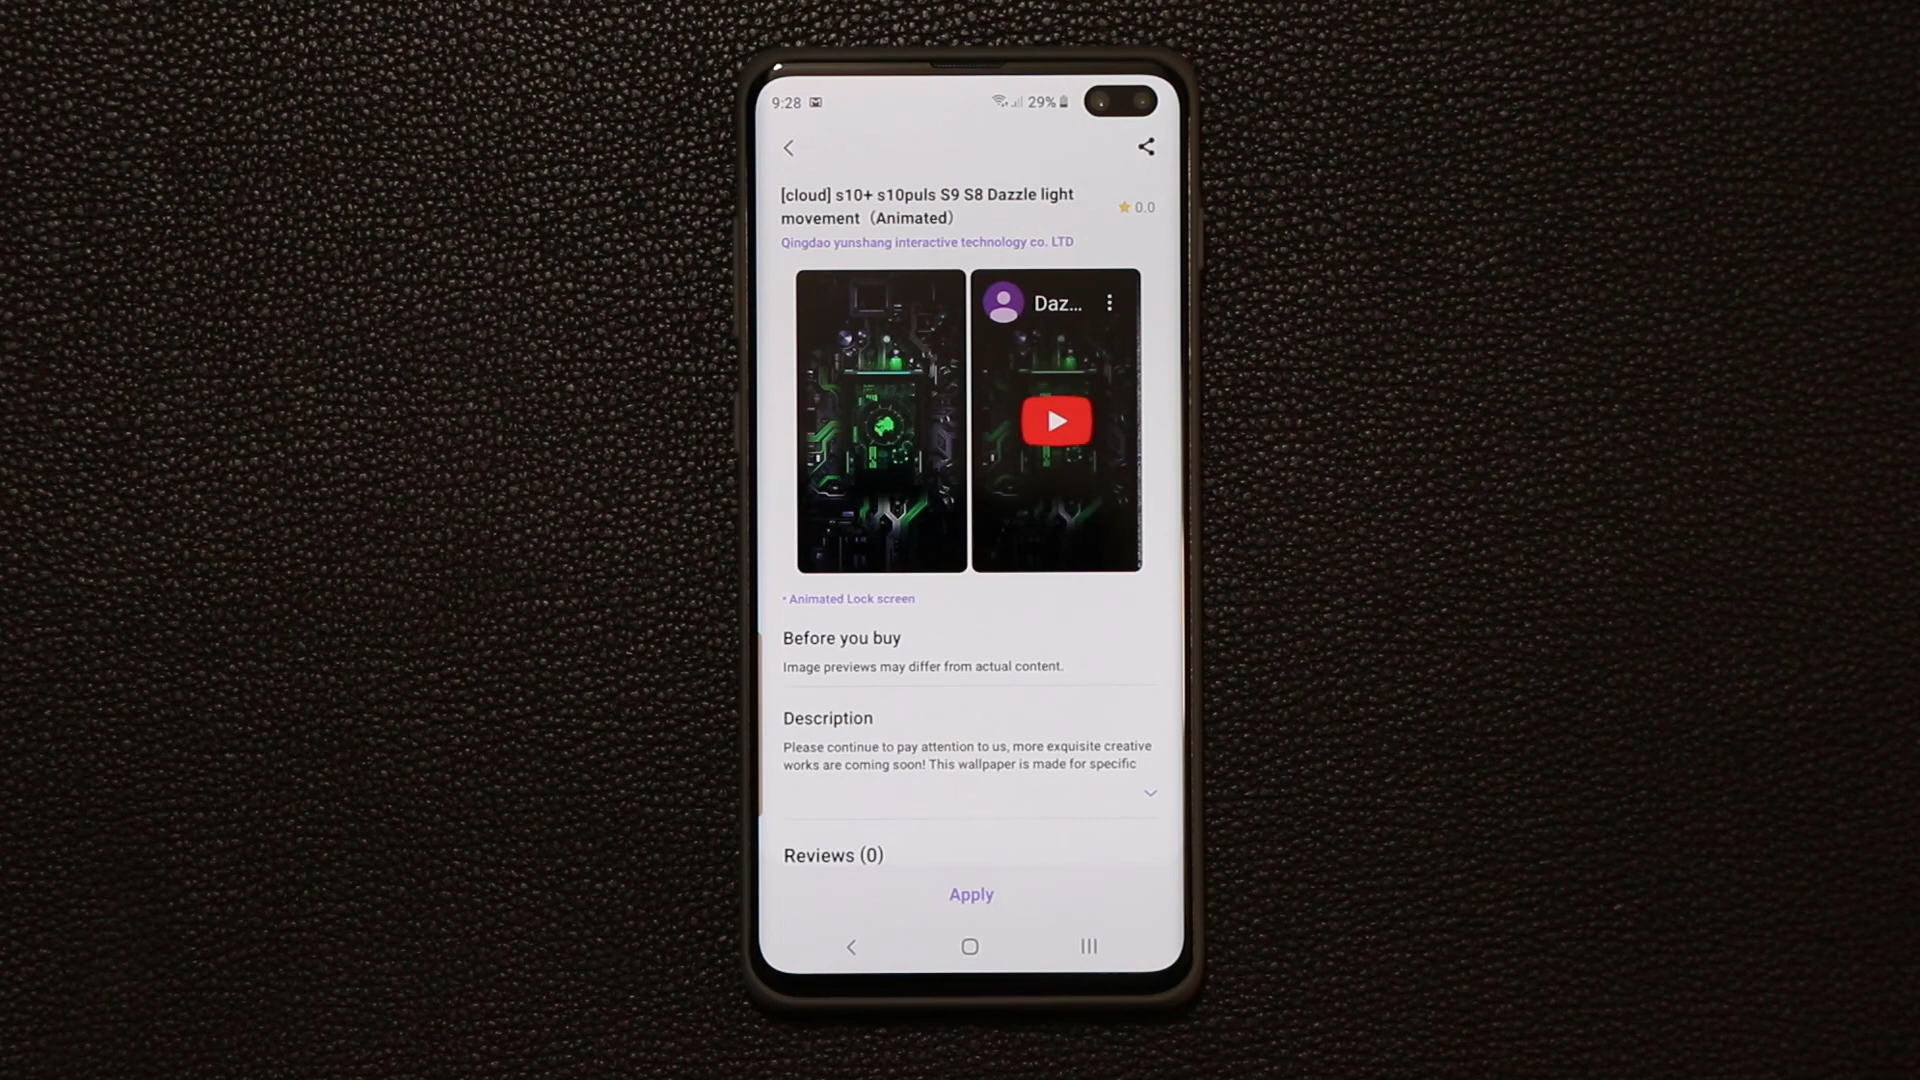 9:28 29%
[cloud] s10+ s10puls S9 S8 Dazzle light
movement（Animated）
0.0
Qingdao yunshang interactive technology co. LTD
Daz...
• Animated Lock screen
Before you buy
Image previews may differ from actual content.
Description
Please continue to pay attention to us, more exquisite creative
works are coming soon! This wallpaper is made for specific
Reviews (0)
Apply